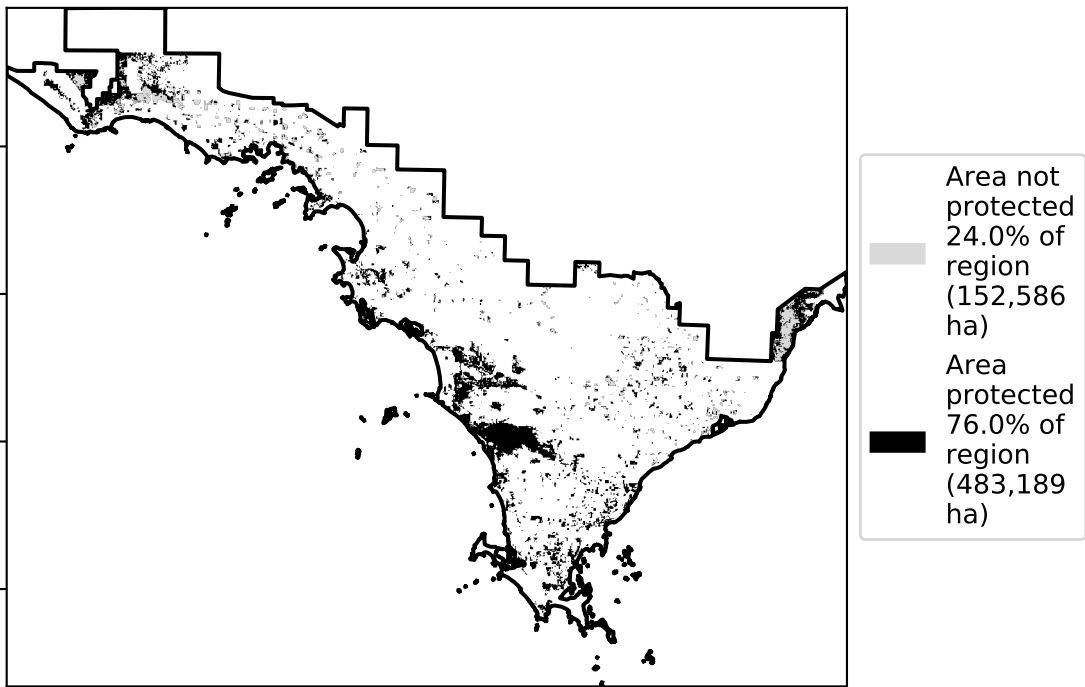 Area not
protected
24.0% of
region
(152,586
ha)
Area
protected
76.0% of
region
(483,189
ha)